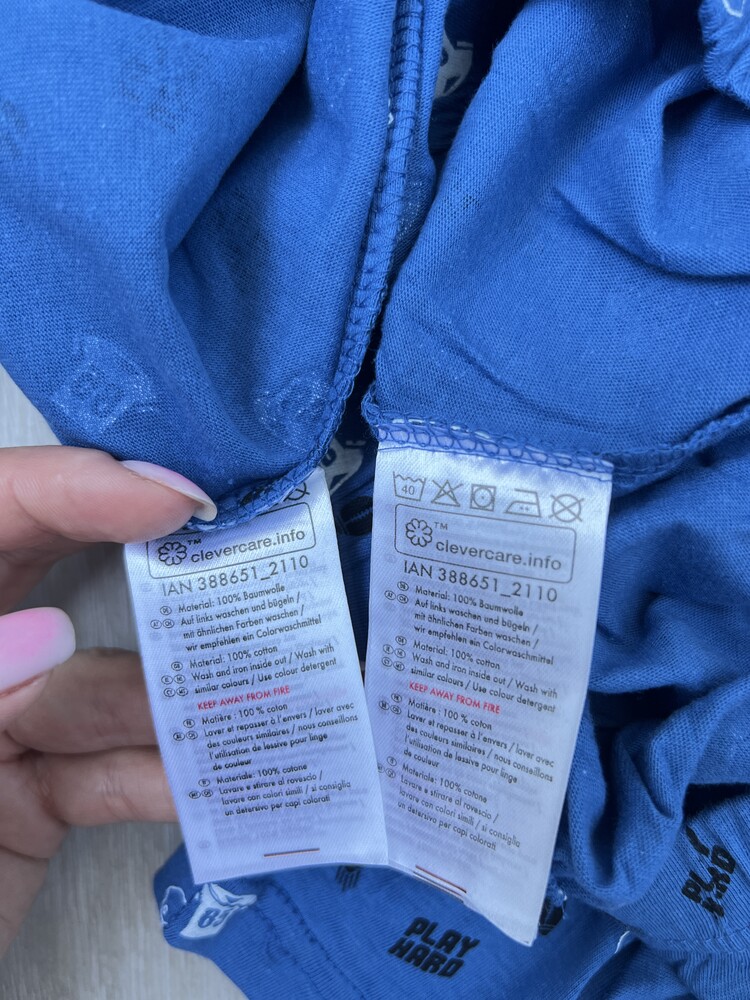 ™
clevercare.info
IAN 388651_2110
Material: 100% Baumwolle
Auf links waschen und bügeln /
mit ähnlichen Farben waschen /
wir empfehlen ein Colorwaschmittel
Material: 100% cotton
Wash and iron inside out / Wash with
similar colours / Use colour detergent
KEEP AWAY FROM FIRE
Matière : 100 % coton
Laver et repasser à l'envers / laver avec
des couleurs similaires / nous conseillons
l'utilisation de lessive pour linge
de couleur
Materiale: 100% cotone
Lavare e stirare al rovescio /
lavare con colori simili / si consiglia
un detersivo per capi colorati
40
™
clevercare.info
IAN 388651_2110
Material: 100% Baumwolle
Auf links waschen und bügeln /
mit ähnlichen Farben waschen /
wir empfehlen ein Colorwaschmittel
Material: 100% cotton
Wash and iron inside out / Wash with
similar colours / Use colour detergent
KEEP AWAY FROM FIRE
Matière : 100 % coton
Laver et repasser à l'envers / laver avec
des couleurs similaires / nous conseillons
l'utilisation de lessive pour linge
de couleur
Materiale: 100% cotone
Lavare e stirare al rovescio /
lavare con colori simili / si consiglia
un detersivo per capi colorati
PLAY
HARD
PLAY
HARD